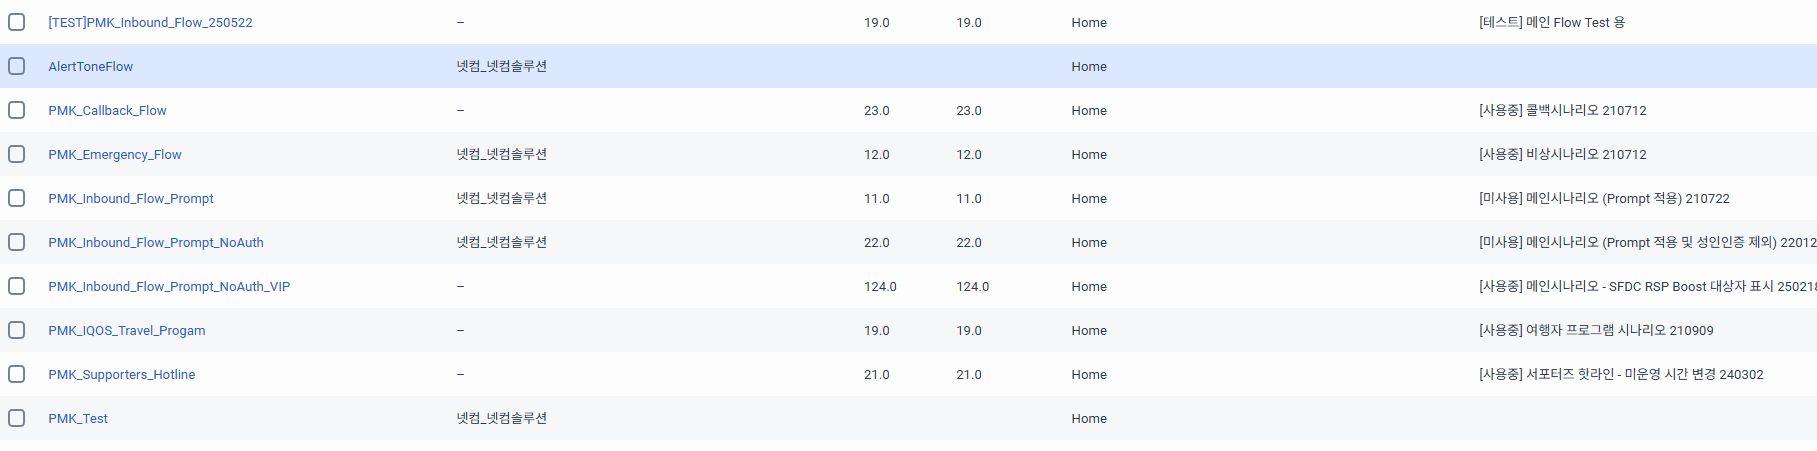 [TEST]PMK_Inbound_Flow_250522 – 19.0 19.0 Home [테스트] 메인 Flow Test 용
AlertToneFlow 넷컴_넷컴솔루션 Home
PMK_Callback_Flow – 23.0 23.0 Home [사용중] 콜백시나리오 210712
PMK_Emergency_Flow 넷컴_넷컴솔루션 12.0 12.0 Home [사용중] 비상시나리오 210712
PMK_Inbound_Flow_Prompt 넷컴_넷컴솔루션 11.0 11.0 Home [미사용] 메인시나리오 (Prompt 적용) 210722
PMK_Inbound_Flow_Prompt_NoAuth 넷컴_넷컴솔루션 22.0 22.0 Home [미사용] 메인시나리오 (Prompt 적용 및 성인인증 제외) 22012
PMK_Inbound_Flow_Prompt_NoAuth_VIP – 124.0 124.0 Home [사용중] 메인시나리오 - SFDC RSP Boost 대상자 표시 250218
PMK_IQOS_Travel_Progam – 19.0 19.0 Home [사용중] 여행자 프로그램 시나리오 210909
PMK_Supporters_Hotline – 21.0 21.0 Home [사용중] 서포터즈 핫라인 - 미운영 시간 변경 240302
PMK_Test 넷컴_넷컴솔루션 Home